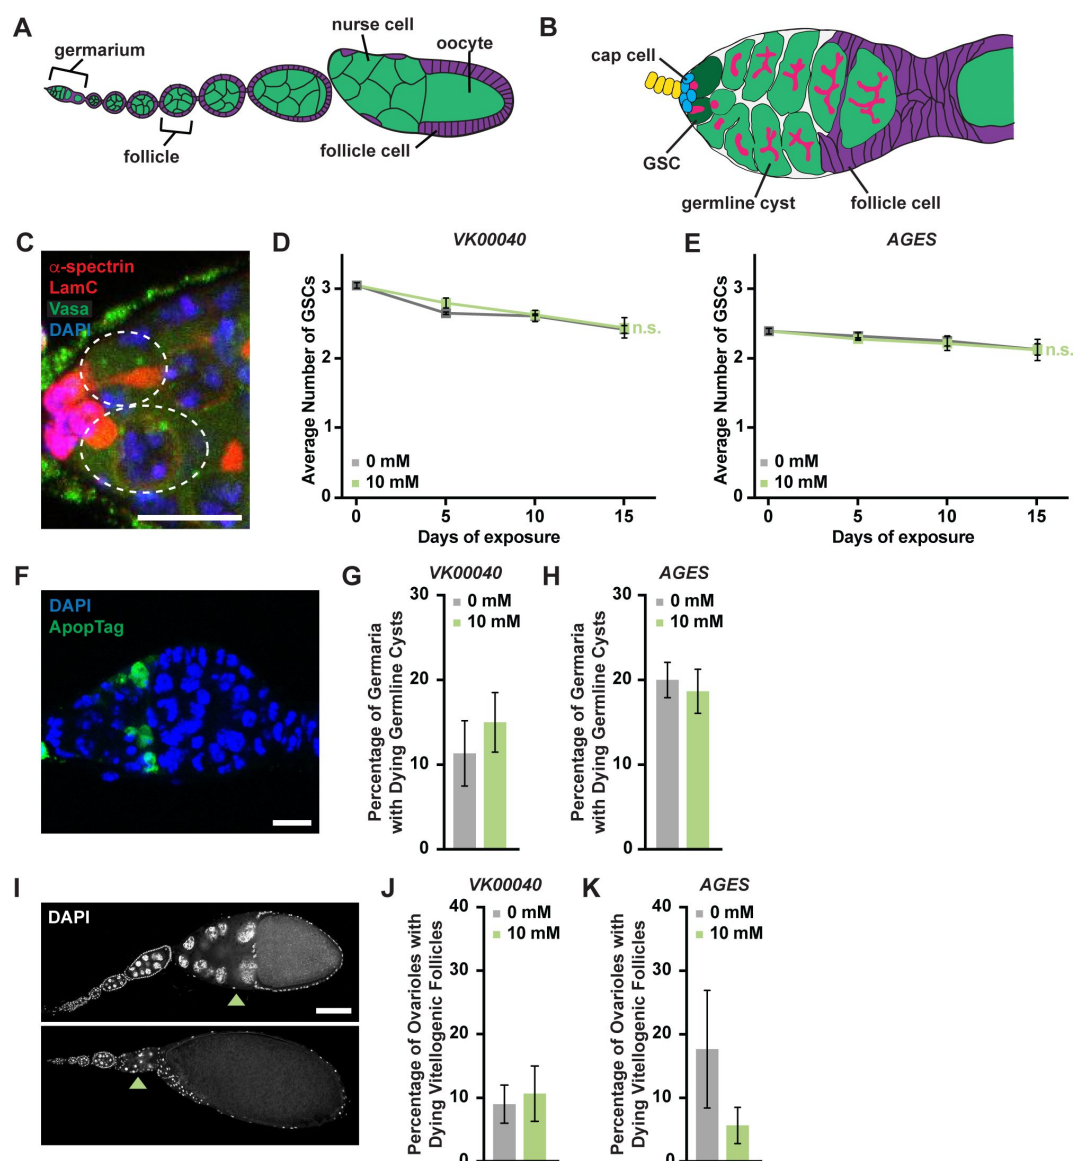 A
nurse cell
oocyte
germarium
follicle
follicle cell
B
cap cell
GSC
germline cyst
follicle cell
C
α-spectrin
LamC
Vasa
DAPI
D
VK00040
Average Number of GSCs
3
2
1
0
n.s.
0 mM
10 mM
0 5 10 15
Days of exposure
E
AGES
Average Number of GSCs
3
2
1
0
n.s.
0 mM
10 mM
0 5 10 15
Days of exposure
F
DAPI
ApopTag
G
VK00040
Percentage of Germaria
with Dying Germline Cysts
30
20
10
0
0 mM
10 mM
H
AGES
Percentage of Germaria
with Dying Germline Cysts
30
20
10
0
0 mM
10 mM
I
DAPI
J
VK00040
Percentage of Ovarioles with
Dying Vitellogenic Follicles
40
30
20
10
0
0 mM
10 mM
K
AGES
Percentage of Ovarioles with
Dying Vitellogenic Follicles
40
30
20
10
0
0 mM
10 mM